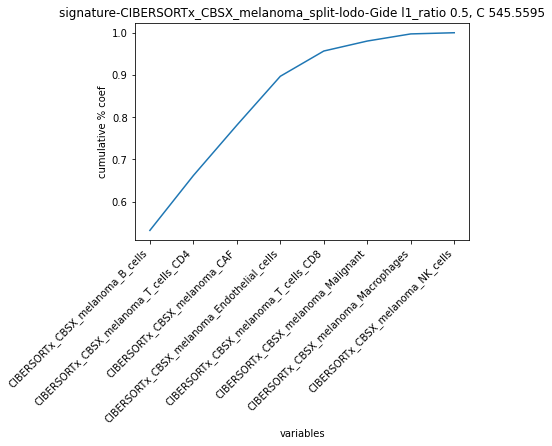 signature-CIBERSORTx_CBSX_melanoma_split-lodo-Gide l1_ratio 0.5, C 545.5595
cumulative % coef
1.0
0.9
0.8
0.7
0.6
CIBERSORTx_CBSX_melanoma_B_cells
CIBERSORTx_CBSX_melanoma_T_cells_CD4
CIBERSORTx_CBSX_melanoma_CAF
CIBERSORTx_CBSX_melanoma_Endothelial_cells
CIBERSORTx_CBSX_melanoma_T_cells_CD8
CIBERSORTx_CBSX_melanoma_Malignant
CIBERSORTx_CBSX_melanoma_Macrophages
CIBERSORTx_CBSX_melanoma_NK_cells
variables